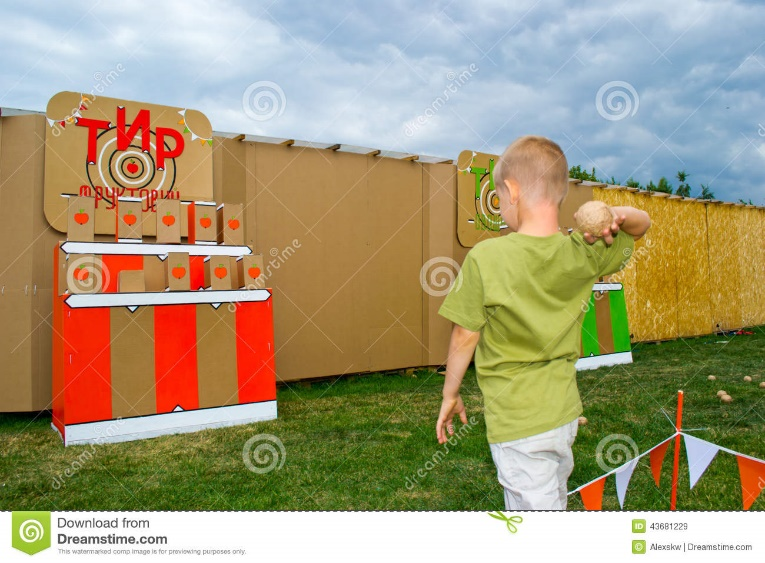 ТИР
ФРУКТОВИЙ
Download from
Dreamstime.com
This watermarked comp image is for previewing purposes only.
ID 43681229
Alexskw | Dreamstime.com